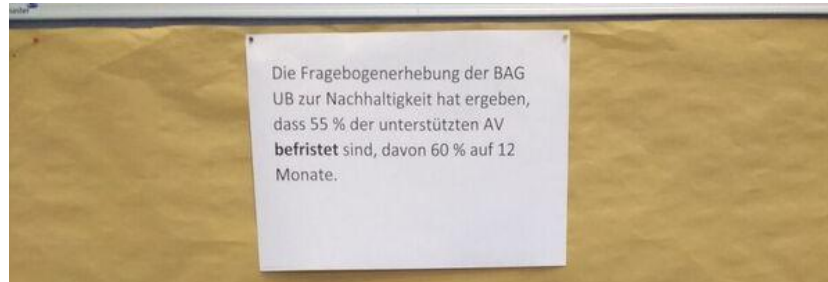 Die Fragebogenerhebung der BAG
UB zur Nachhaltigkeit hat ergeben,
dass 55 % der unterstützten AV
befristet sind, davon 60 % auf 12
Monate.